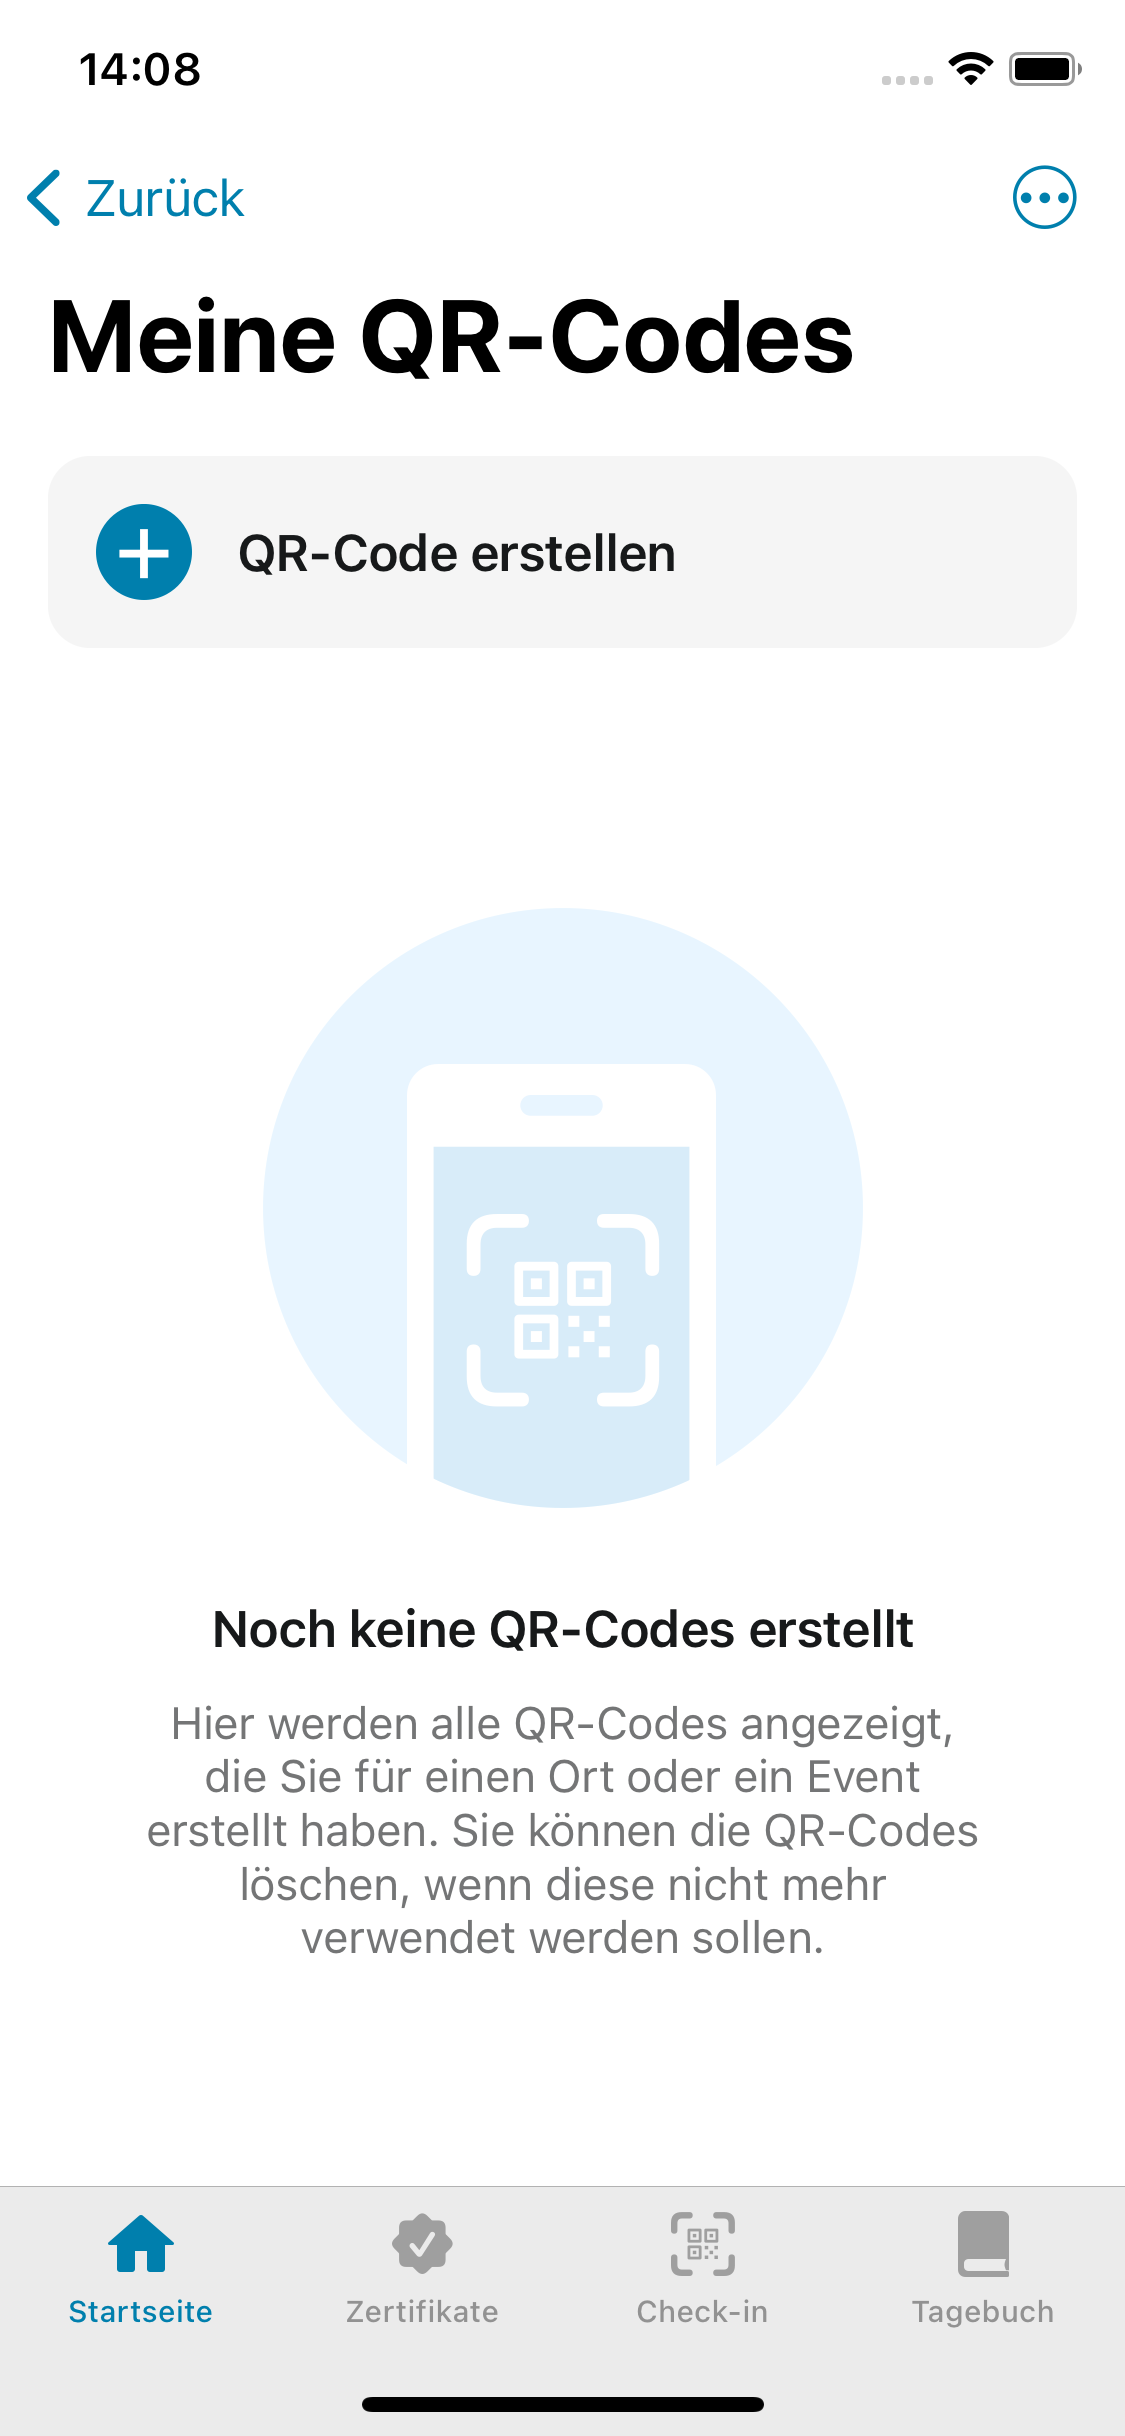 14:08
Zurück
Meine QR-Codes
QR-Code erstellen
Noch keine QR-Codes erstellt
Hier werden alle QR-Codes angezeigt,
die Sie für einen Ort oder ein Event
erstellt haben. Sie können die QR-Codes
löschen, wenn diese nicht mehr
verwendet werden sollen.
Startseite
Zertifikate
Check-in
Tagebuch